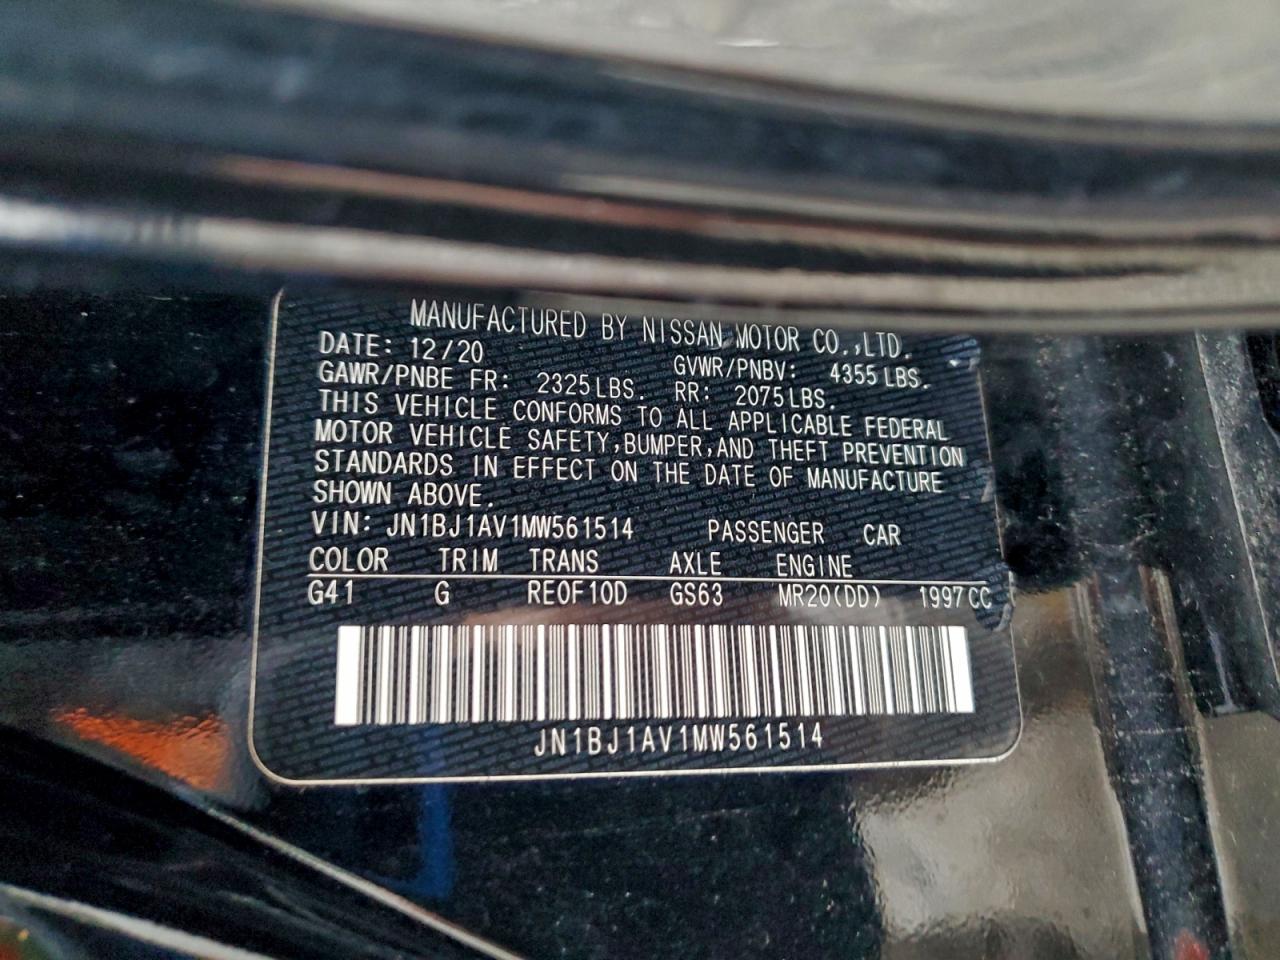 MANUFACTURED BY NISSAN MOTOR CO.,LTD.
DATE: 12/20 GVWR/PNBV: 4355 LBS.
GAWR/PNBE FR: 2325 LBS. RR: 2075 LBS.
THIS VEHICLE CONFORMS TO ALL APPLICABLE FEDERAL
MOTOR VEHICLE SAFETY,BUMPER,AND THEFT PREVENTION
STANDARDS IN EFFECT ON THE DATE OF MANUFACTURE
SHOWN ABOVE.
VIN: JN1BJ1AV1MW561514 PASSENGER CAR
COLOR TRIM TRANS AXLE ENGINE
G41 G RE0F10D GS63 MR20(DD) 1997CC
JN1BJ1AV1MW561514